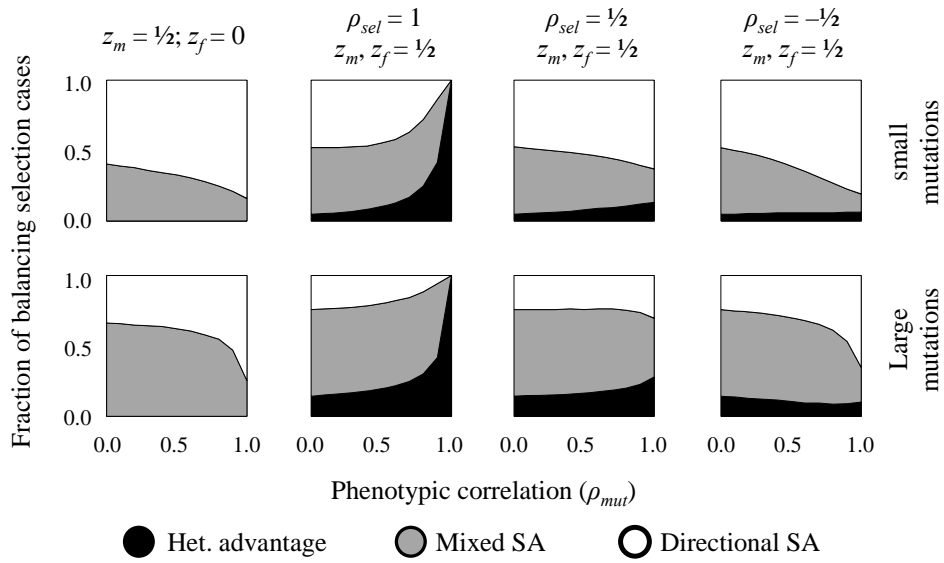 z_m = ½; z_f = 0
ρ_sel = 1
z_m, z_f = ½
ρ_sel = ½
z_m, z_f = ½
ρ_sel = –½
z_m, z_f = ½
Fraction of balancing selection cases
1.0
0.5
0.0
small
mutations
1.0
0.5
0.0
Large
mutations
0.0 0.5 1.0 0.0 0.5 1.0 0.0 0.5 1.0 0.0 0.5 1.0
Phenotypic correlation (ρ_mut)
Het. advantage Mixed SA Directional SA